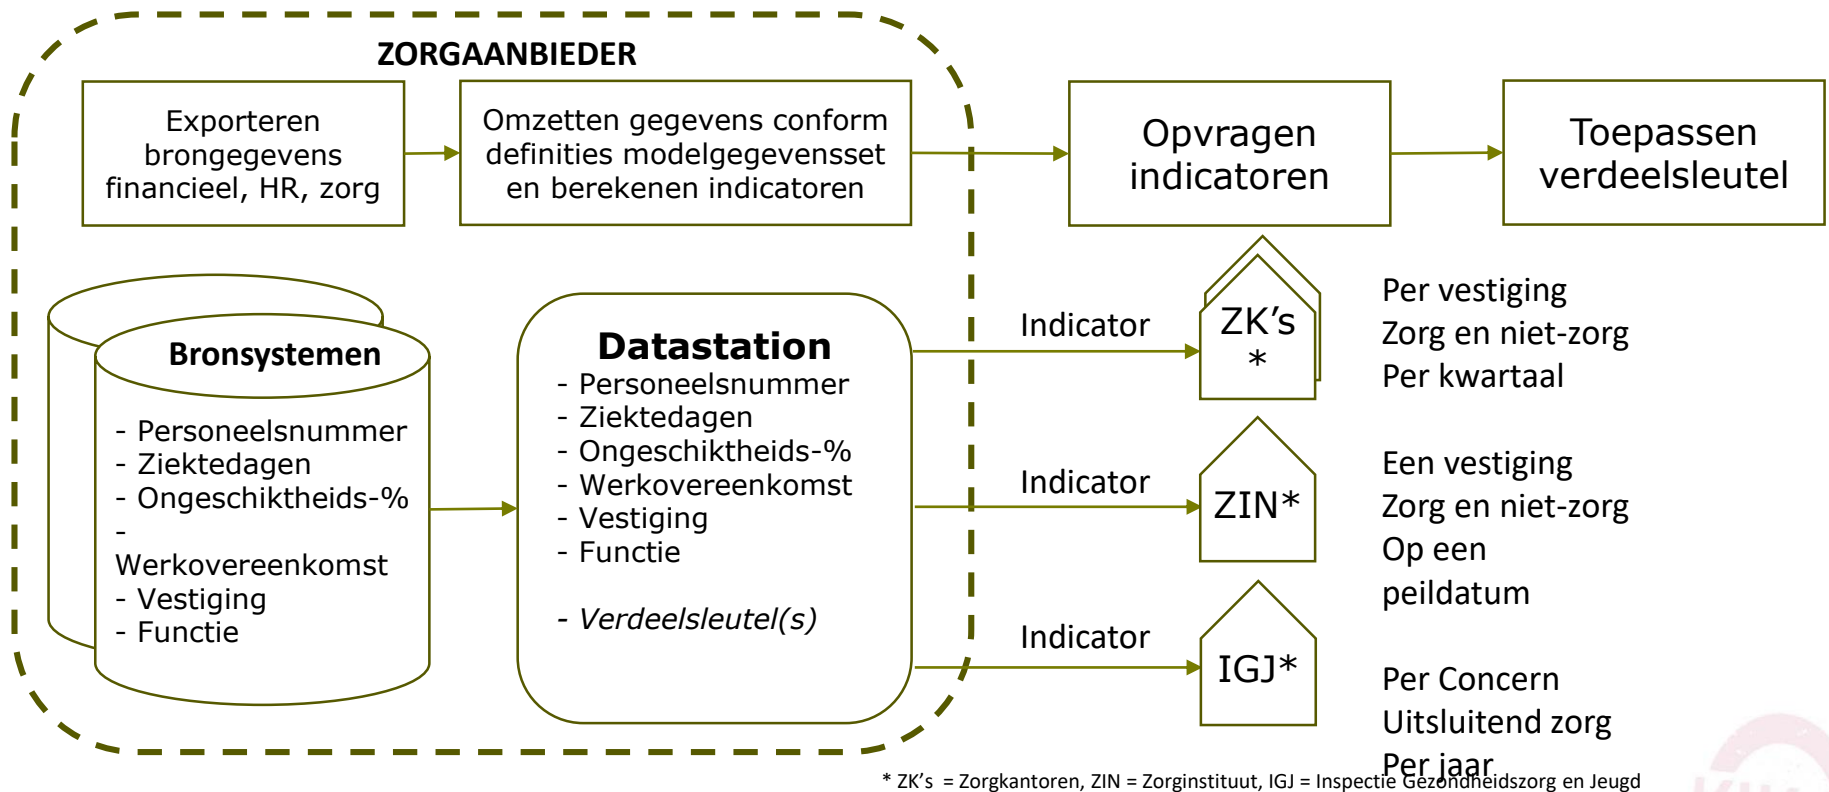 ZORGAANBIEDER
Exporteren
brongegevens
financieel, HR, zorg
Omzetten gegevens conform
definities modelgegevensset
en berekenen indicatoren
Opvragen
indicatoren
Toepassen
verdeelsleutel
Bronsystemen
- Personeelsnummer
- Ziektedagen
- Ongeschiktheids-%
-
Werkovereenkomst
- Vestiging
- Functie
Datastation
- Personeelsnummer
- Ziektedagen
- Ongeschiktheids-%
- Werkovereenkomst
- Vestiging
- Functie
- Verdeelsleutel(s)
Indicator
ZK's
*
Per vestiging
Zorg en niet-zorg
Per kwartaal
Indicator
ZIN*
Een vestiging
Zorg en niet-zorg
Op een
peildatum
Indicator
IGJ*
Per Concern
Uitsluitend zorg
Per jaar
* ZK's = Zorgkantoren, ZIN = Zorginstituut, IGJ = Inspectie Gezondheidszorg en Jeugd